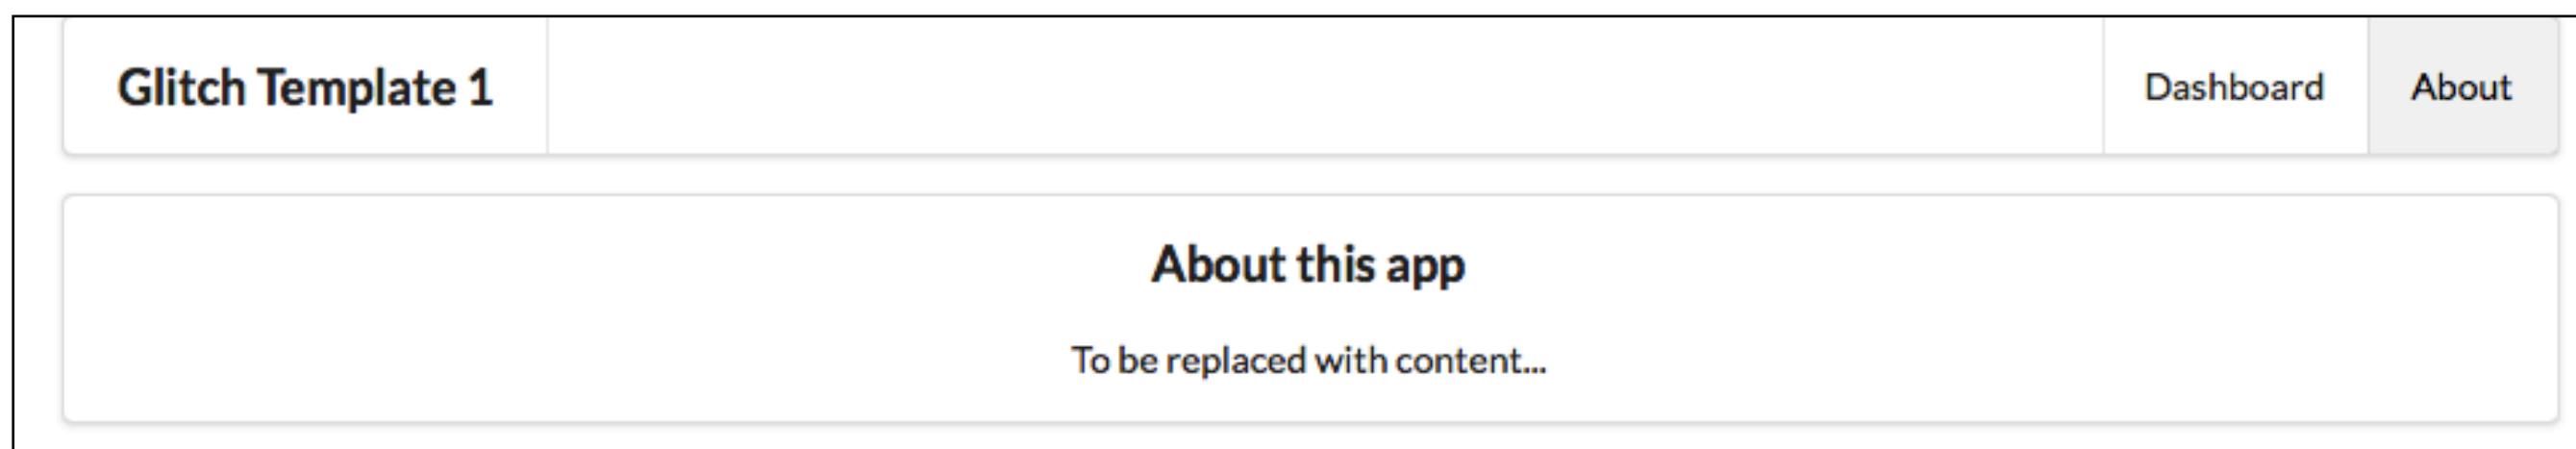 Glitch Template 1 Dashboard About
About this app
To be replaced with content...